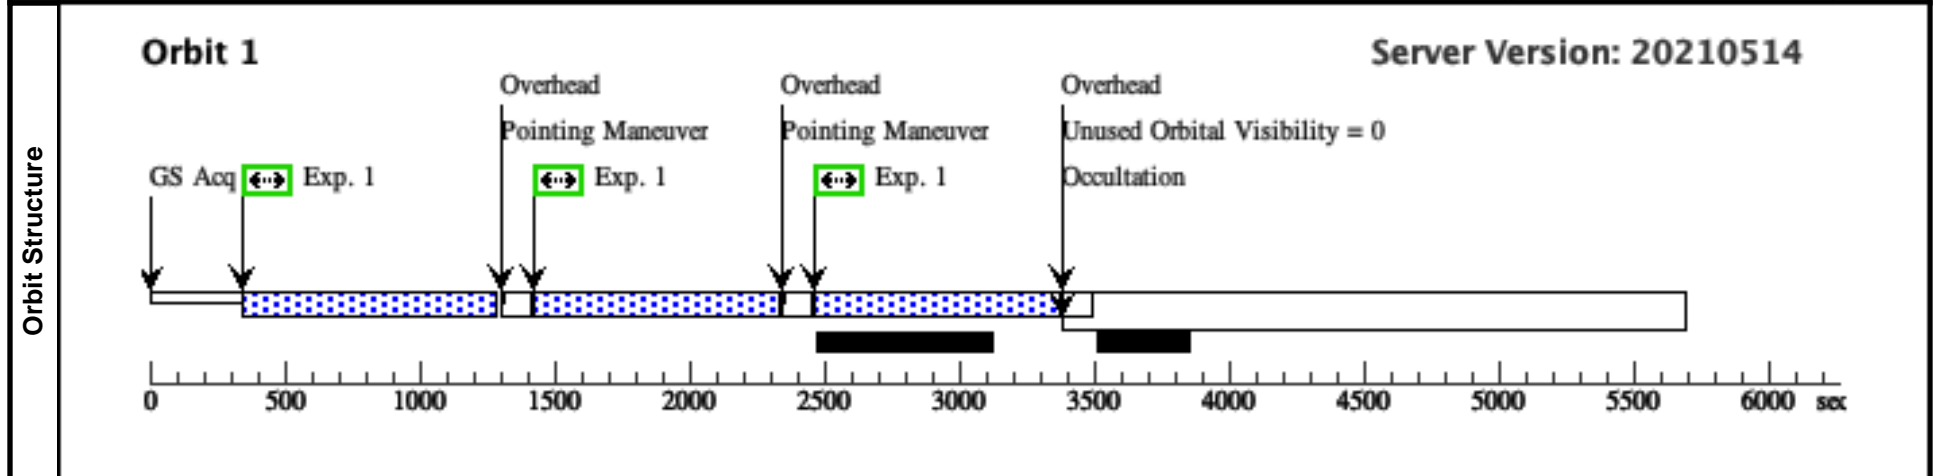 Orbit Structure
Orbit 1
Server Version: 20210514
Overhead
Overhead
Overhead
Pointing Maneuver
Pointing Maneuver
Unused Orbital Visibility = 0
GS Acq
Exp. 1
Exp. 1
Exp. 1
Occultation
0 500 1000 1500 2000 2500 3000 3500 4000 4500 5000 5500 6000 sec